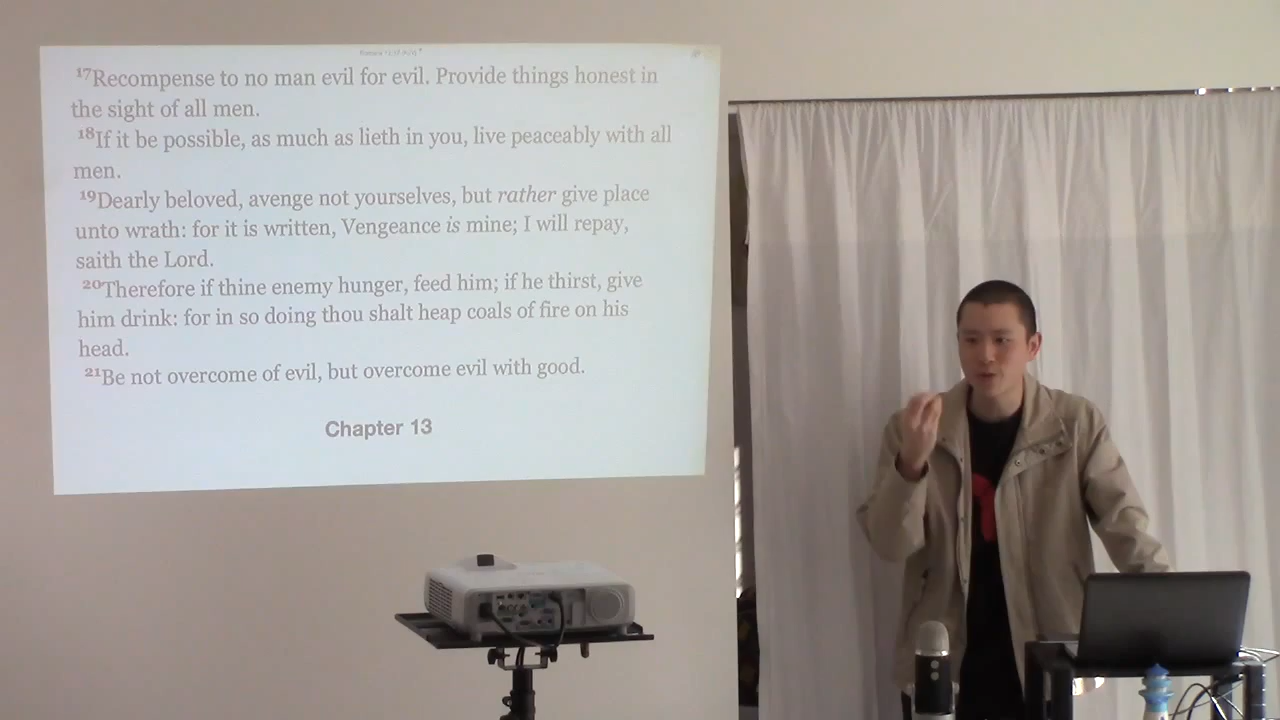 17Recompense to no man evil for evil. Provide things honest in
the sight of all men.
18If it be possible, as much as lieth in you, live peaceably with all
men.
19Dearly beloved, avenge not yourselves, but rather give place
unto wrath: for it is written, Vengeance is mine; I will repay,
saith the Lord.
20Therefore if thine enemy hunger, feed him; if he thirst, give
him drink: for in so doing thou shalt heap coals of fire on his
head.
21Be not overcome of evil, but overcome evil with good.
Chapter 13